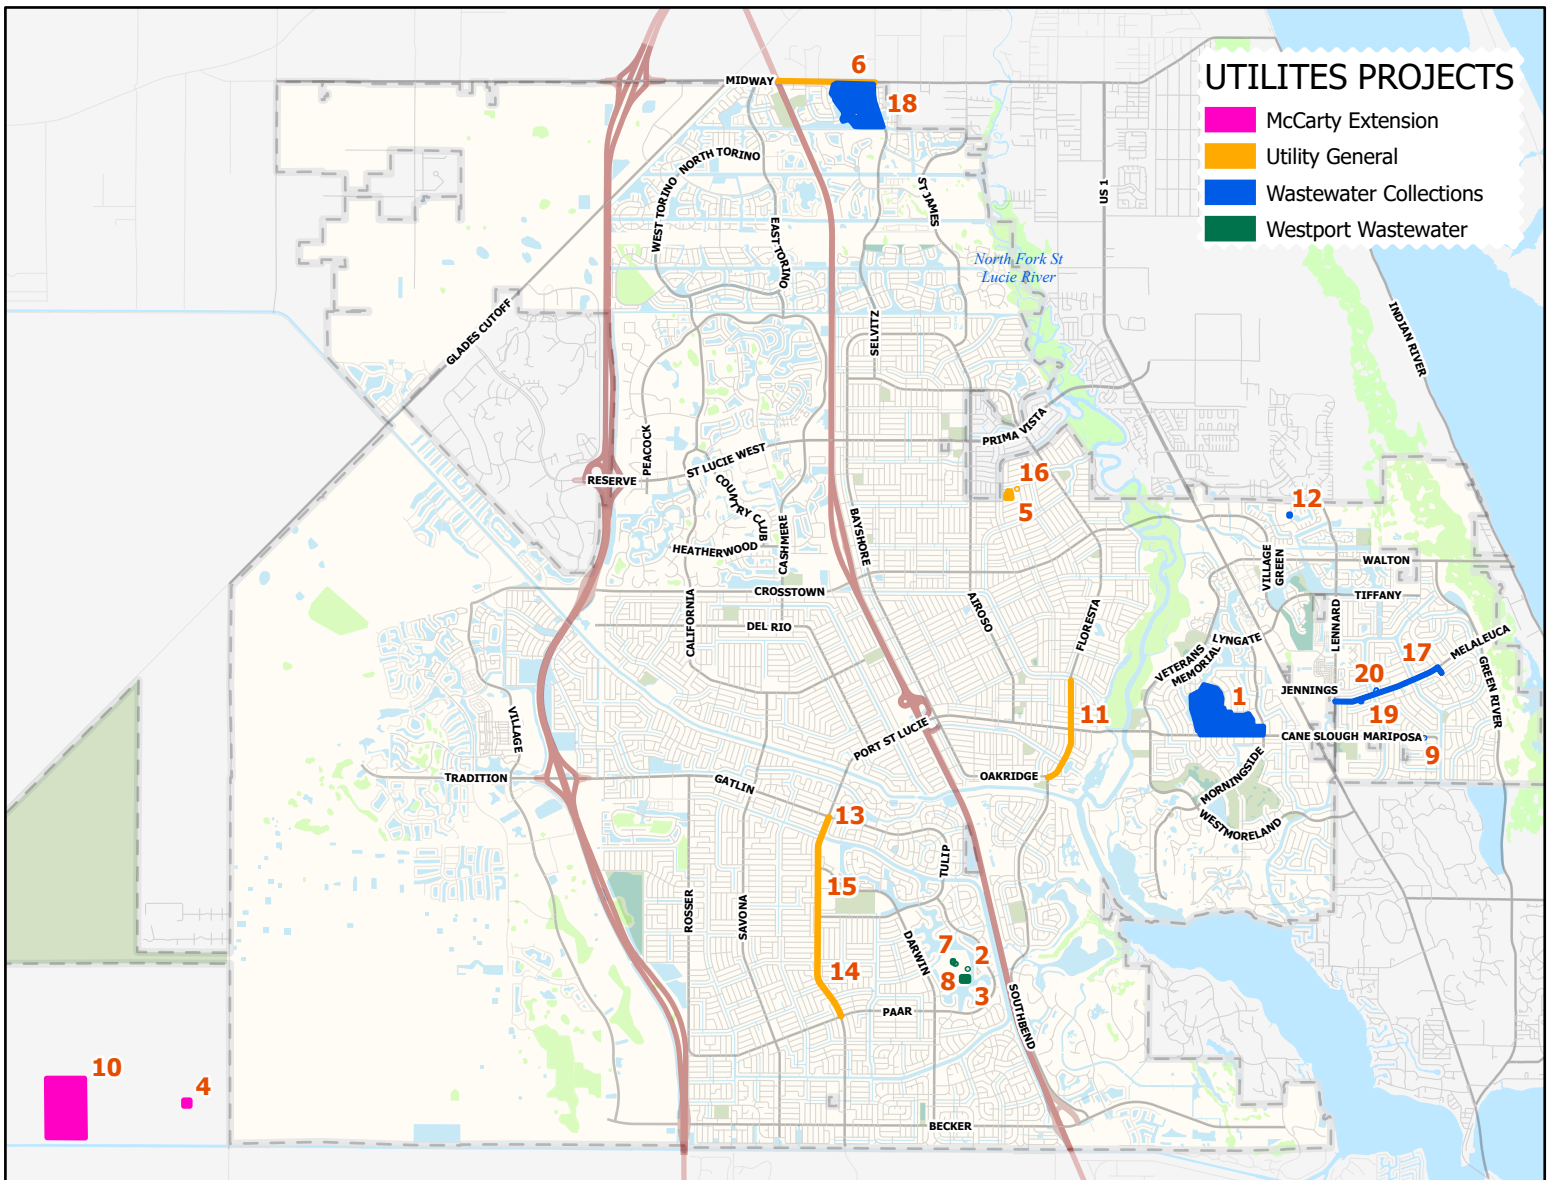 UTILITES PROJECTS
McCarty Extension
Utility General
Wastewater Collections
Westport Wastewater
6
MIDWAY
18
NORTH TORINO
WEST TORINO
ST JAMES
US 1
EAST TORINO
North Fork St
Lucie River
INDIAN RIVER
GLADES CUTOFF
SELVITZ
PRIMA VISTA
PEACOCK
ST LUCIE WEST
RESERVE
16
5
COUNTRY CLUB
12
BAYSHORE
CASHMERE
HEATHERWOOD
VILLAGE
GREEN
WALTON
CROSSTOWN
TIFFANY
AIROSO
FLORESTA
CALIFORNIA
DEL RIO
LENNARD
LYNGATE
MELALEUCA
VETERANS
MEMORIAL
17
GREEN RIVER
20
JENNINGS
1
19
11
VILLAGE
PORT ST LUCIE
CANE SLOUGH MARIPOSA
9
TRADITION
GATLIN
OAKRIDGE
MORNINGSIDE
WESTMORELAND
13
TULIP
15
ROSSER
SAVONA
DARWIN
7
2
14
8
3
SOUTHBEND
PAAR
10
4
BECKER